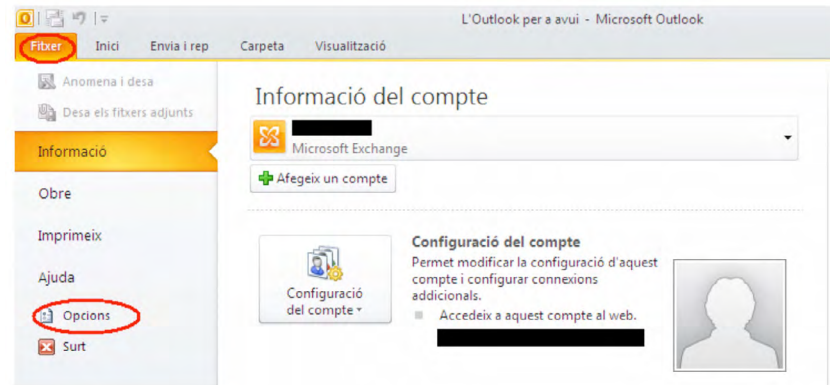 L'Outlook per a avui - Microsoft Outlook
Fitxer Inici Envia i rep Carpeta Visualització
Anomena i desa
Desa els fitxers adjunts
Informació
Obre
Imprimeix
Ajuda
Opcions
Surt
Informació del compte
Microsoft Exchange
Afegeix un compte
Configuració
del compte
Configuració del compte
Permet modificar la configuració d'aquest
compte i configurar connexions
addicionals.
Accedeix a aquest compte al web.